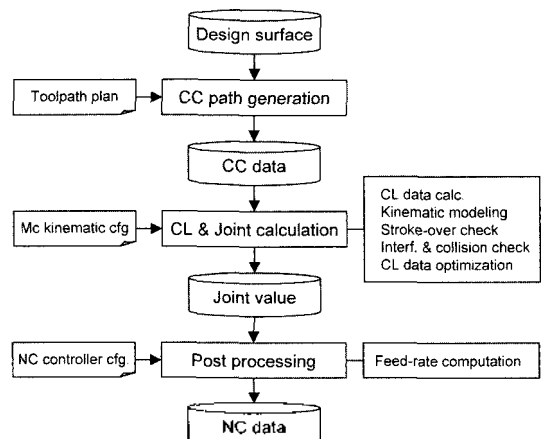 Design surface
Toolpath plan
CC path generation
CC data
Mc kinematic cfg
CL & Joint calculation
CL data calc.
Kinematic modeling
Stroke-over check
Interf. & collision check
CL data optimization
Joint value
NC controller cfg.
Post processing
Feed-rate computation
NC data